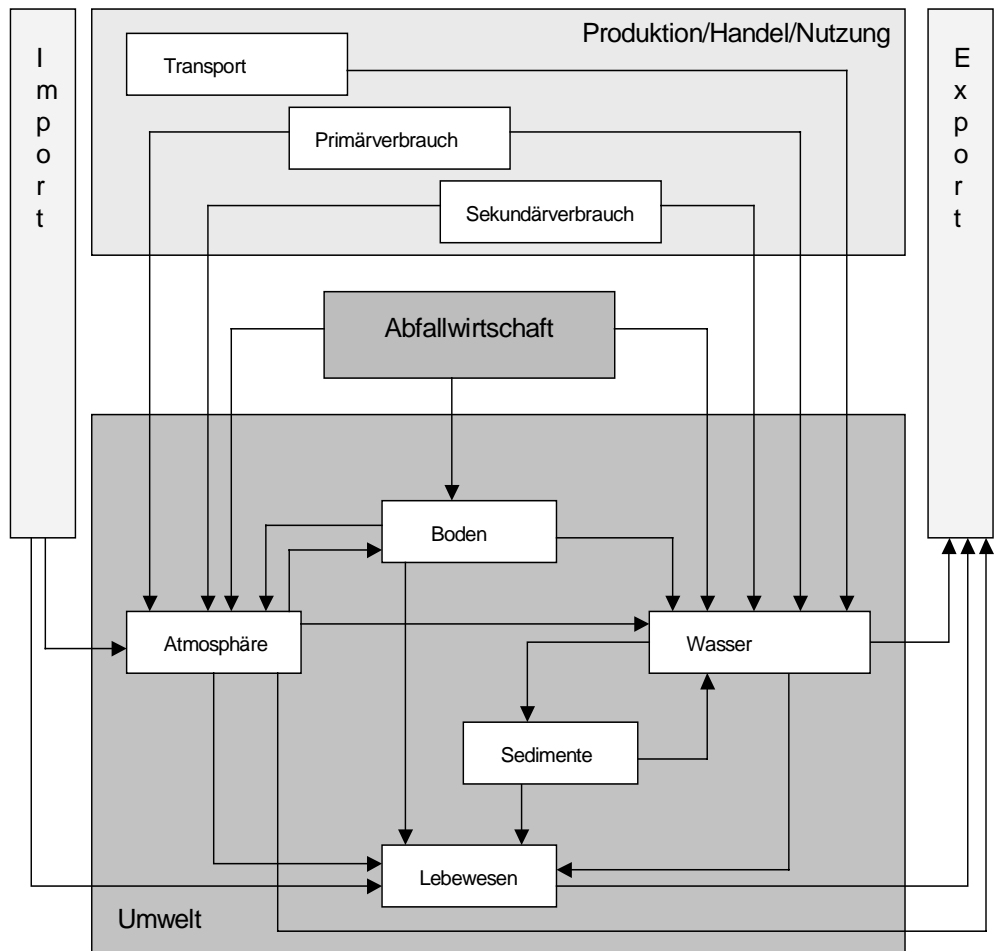 Import
Produktion/Handel/Nutzung
Export
Transport
Primärverbrauch
Sekundärverbrauch
Abfallwirtschaft
Boden
Atmosphäre
Wasser
Sedimente
Lebewesen
Umwelt